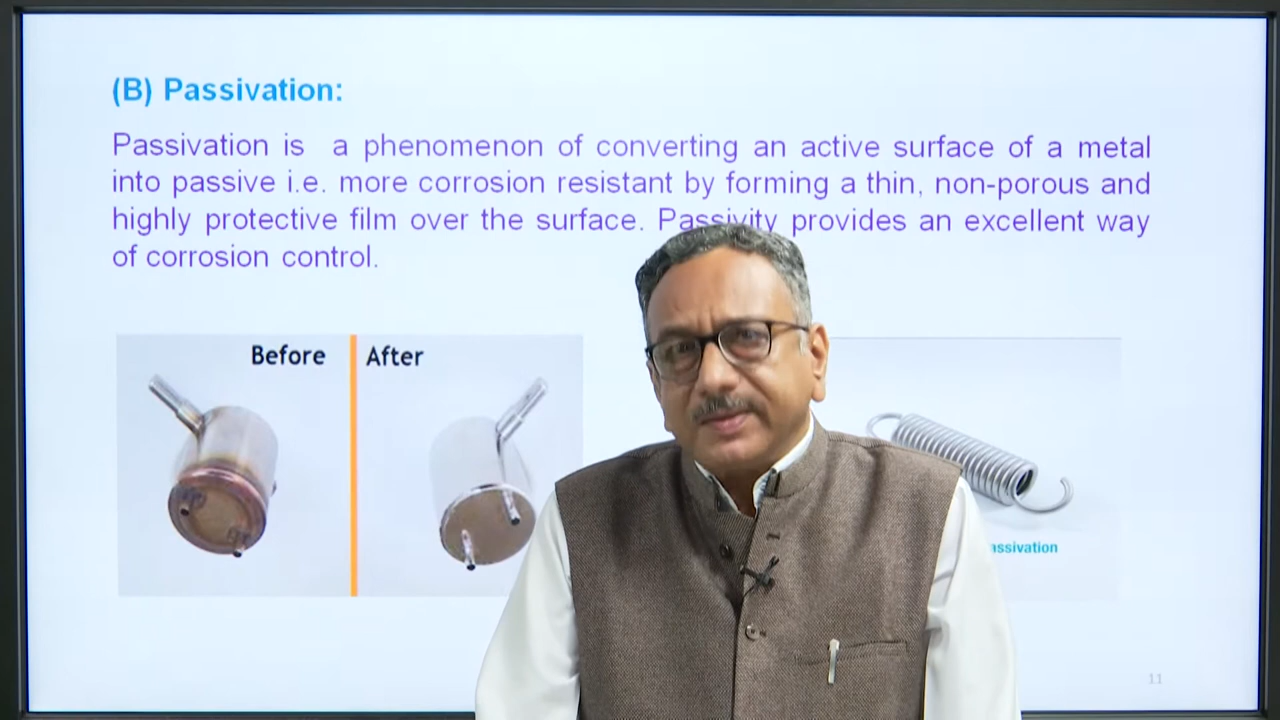 (B) Passivation:
Passivation is a phenomenon of converting an active surface of a metal
into passive i.e. more corrosion resistant by forming a thin, non-porous and
highly protective film over the surface. Passivity provides an excellent way
of corrosion control.
Before After
assivation
11